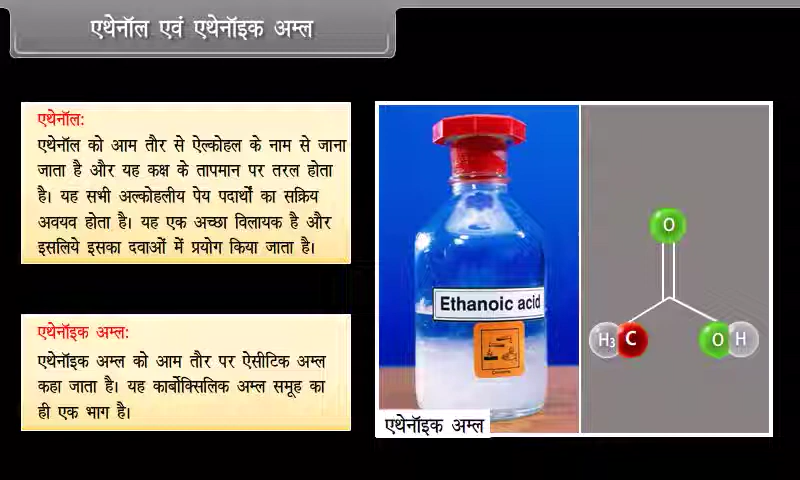 एथेनॉल एवं एथेनॉइक अम्ल
एथेनॉल:
एथेनॉल को आम तौर से ऐल्कोहल के नाम से जाना
जाता है और यह कक्ष के तापमान पर तरल होता
है। यह सभी अल्कोहलीय पेय पदार्थों का सक्रिय
अवयव होता है। यह एक अच्छा विलायक है और
इसलिये इसका दवाओं में प्रयोग किया जाता है।
एथेनॉइक अम्ल:
एथेनॉइक अम्ल को आम तौर पर ऐसीटिक अम्ल
कहा जाता है। यह कार्बोक्सिलिक अम्ल समूह का
ही एक भाग है।
Ethanoic acid
एथेनॉइक अम्ल
O
H₃ C
O H